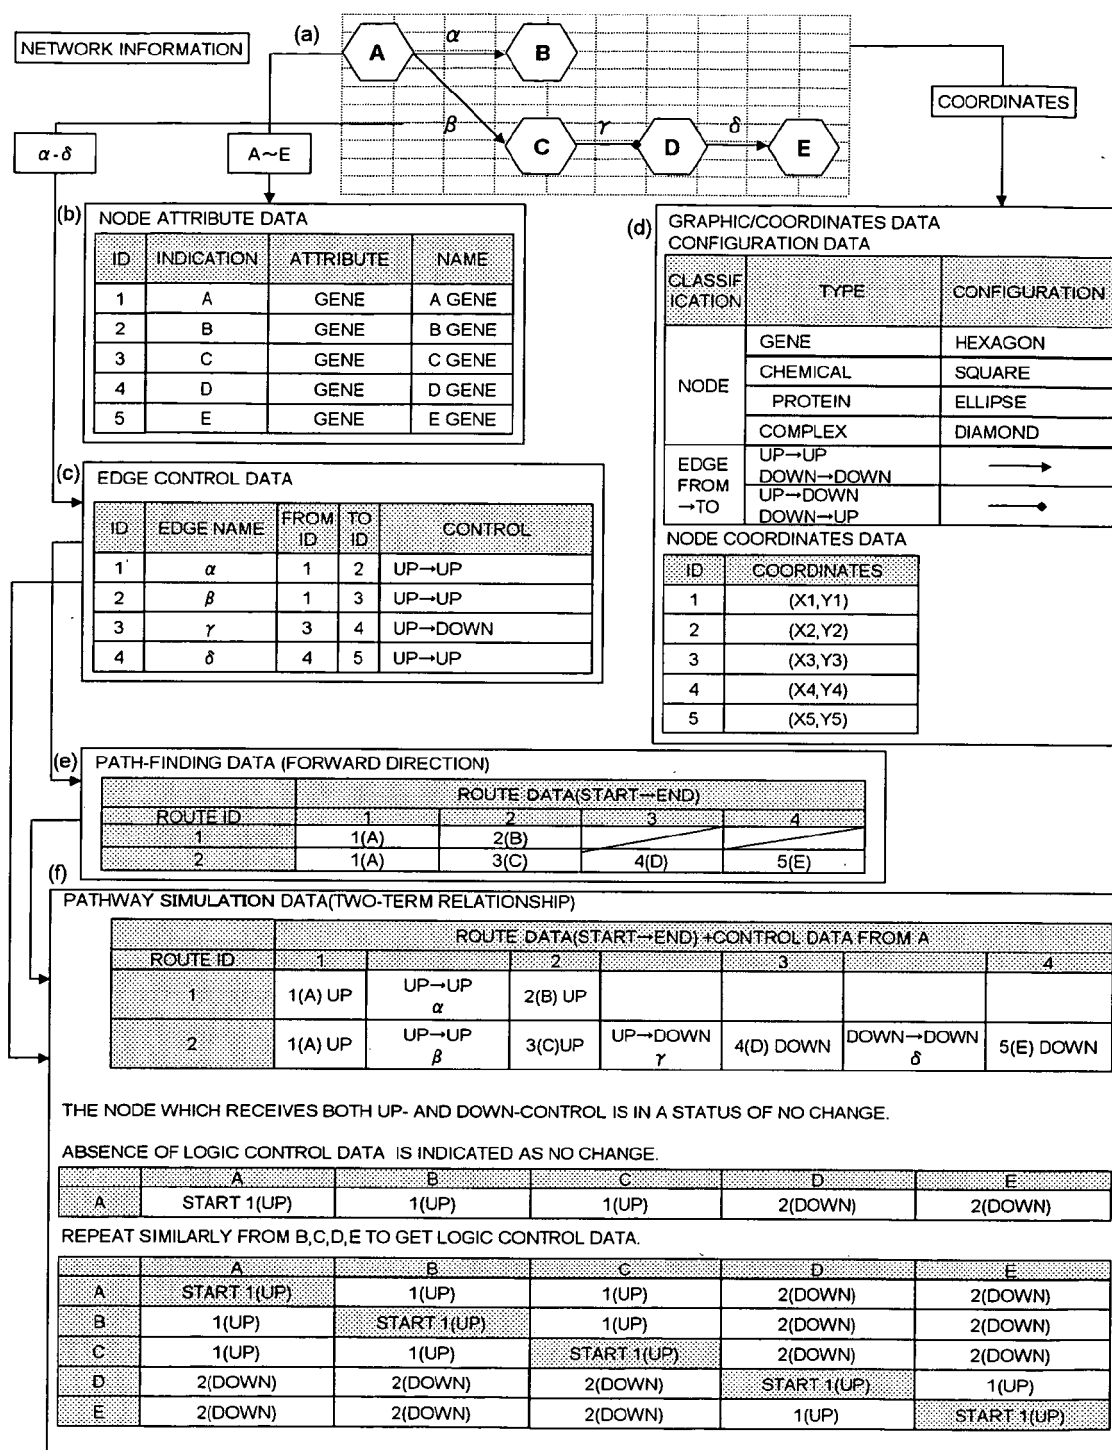 NETWORK INFORMATION
(a)
A
α
B
COORDINATES
β
C
γ
D
δ
E
α-δ
A~E
(b)
NODE ATTRIBUTE DATA
ID INDICATION ATTRIBUTE NAME
1 A GENE A GENE
2 B GENE B GENE
3 C GENE C GENE
4 D GENE D GENE
5 E GENE E GENE
(d)
GRAPHIC/COORDINATES DATA
CONFIGURATION DATA
CLASSIF
ICATION
TYPE CONFIGURATION
NODE
GENE HEXAGON
CHEMICAL SQUARE
PROTEIN ELLIPSE
COMPLEX DIAMOND
EDGE
FROM
→TO
UP→UP
DOWN→DOWN
UP→DOWN
DOWN→UP
NODE COORDINATES DATA
ID COORDINATES
1 (X1,Y1)
2 (X2,Y2)
3 (X3,Y3)
4 (X4,Y4)
5 (X5,Y5)
(c)
EDGE CONTROL DATA
ID EDGE NAME FROM ID TO ID CONTROL
1 α 1 2 UP→UP
2 β 1 3 UP→UP
3 γ 3 4 UP→DOWN
4 δ 4 5 UP→UP
(e)
PATH-FINDING DATA (FORWARD DIRECTION)
ROUTE DATA(START→END)
ROUTE ID 1 2 3 4
1 1(A) 2(B)
2 1(A) 3(C) 4(D) 5(E)
(f)
PATHWAY SIMULATION DATA(TWO-TERM RELATIONSHIP)
ROUTE DATA(START→END) +CONTROL DATA FROM A
ROUTE ID 1 2 3 4
1 1(A) UP UP→UP α 2(B) UP
2 1(A) UP UP→UP β 3(C)UP UP→DOWN γ 4(D) DOWN DOWN→DOWN δ 5(E) DOWN
THE NODE WHICH RECEIVES BOTH UP- AND DOWN-CONTROL IS IN A STATUS OF NO CHANGE.
ABSENCE OF LOGIC CONTROL DATA IS INDICATED AS NO CHANGE.
A B C D E
A START 1(UP) 1(UP) 1(UP) 2(DOWN) 2(DOWN)
REPEAT SIMILARLY FROM B,C,D,E TO GET LOGIC CONTROL DATA.
A B C D E
A START 1(UP) 1(UP) 1(UP) 2(DOWN) 2(DOWN)
B 1(UP) START 1(UP) 1(UP) 2(DOWN) 2(DOWN)
C 1(UP) 1(UP) START 1(UP) 2(DOWN) 2(DOWN)
D 2(DOWN) 2(DOWN) 2(DOWN) START 1(UP) 1(UP)
E 2(DOWN) 2(DOWN) 2(DOWN) 1(UP) START 1(UP)